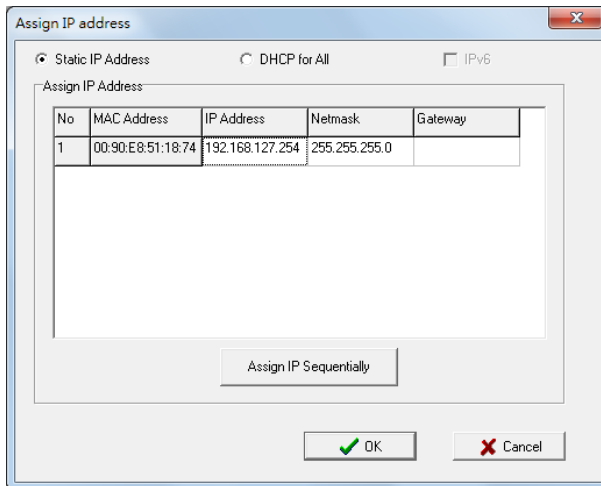 Assign IP address
Static IP Address DHCP for All IPv6
Assign IP Address
No MAC Address IP Address Netmask Gateway
1 00:90:E8:51:18:74 192.168.127.254 255.255.255.0
Assign IP Sequentially
OK Cancel